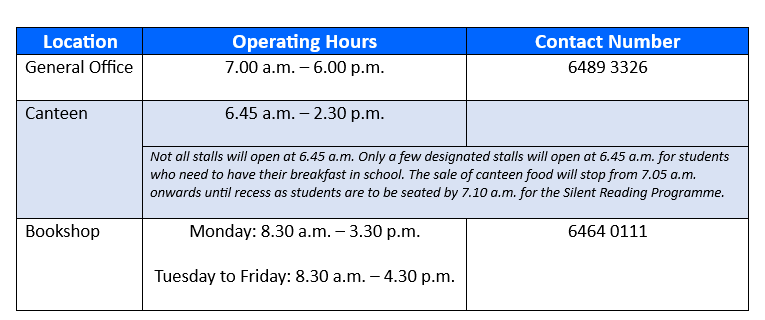 Location Operating Hours Contact Number
General Office 7.00 a.m. – 6.00 p.m. 6489 3326
Canteen 6.45 a.m. – 2.30 p.m.
Not all stalls will open at 6.45 a.m. Only a few designated stalls will open at 6.45 a.m. for students
who need to have their breakfast in school. The sale of canteen food will stop from 7.05 a.m.
onwards until recess as students are to be seated by 7.10 a.m. for the Silent Reading Programme.
Bookshop Monday: 8.30 a.m. – 3.30 p.m. 6464 0111
Tuesday to Friday: 8.30 a.m. – 4.30 p.m.